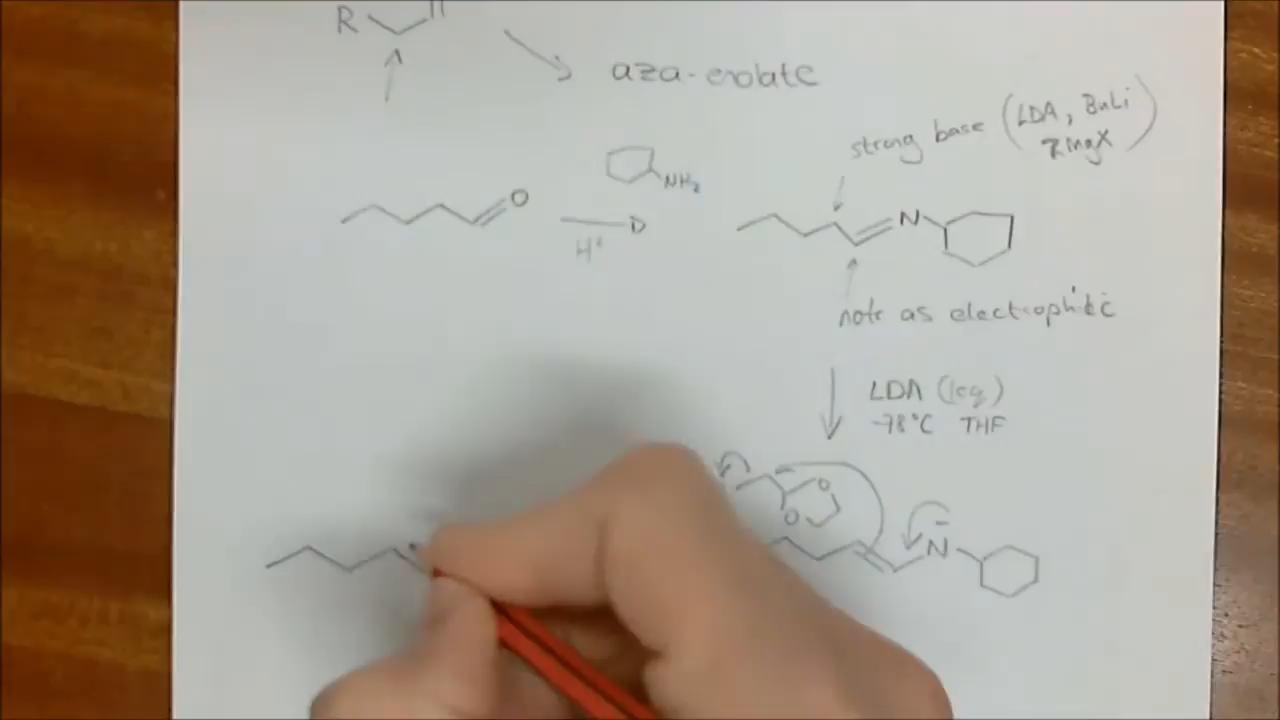 R
aza-enolate
strong base (LDA, BuLi
RMgX)
NH₂
O
H⁺
N
note as electrophilic
LDA (1eq)
-78°C THF
O
O
N